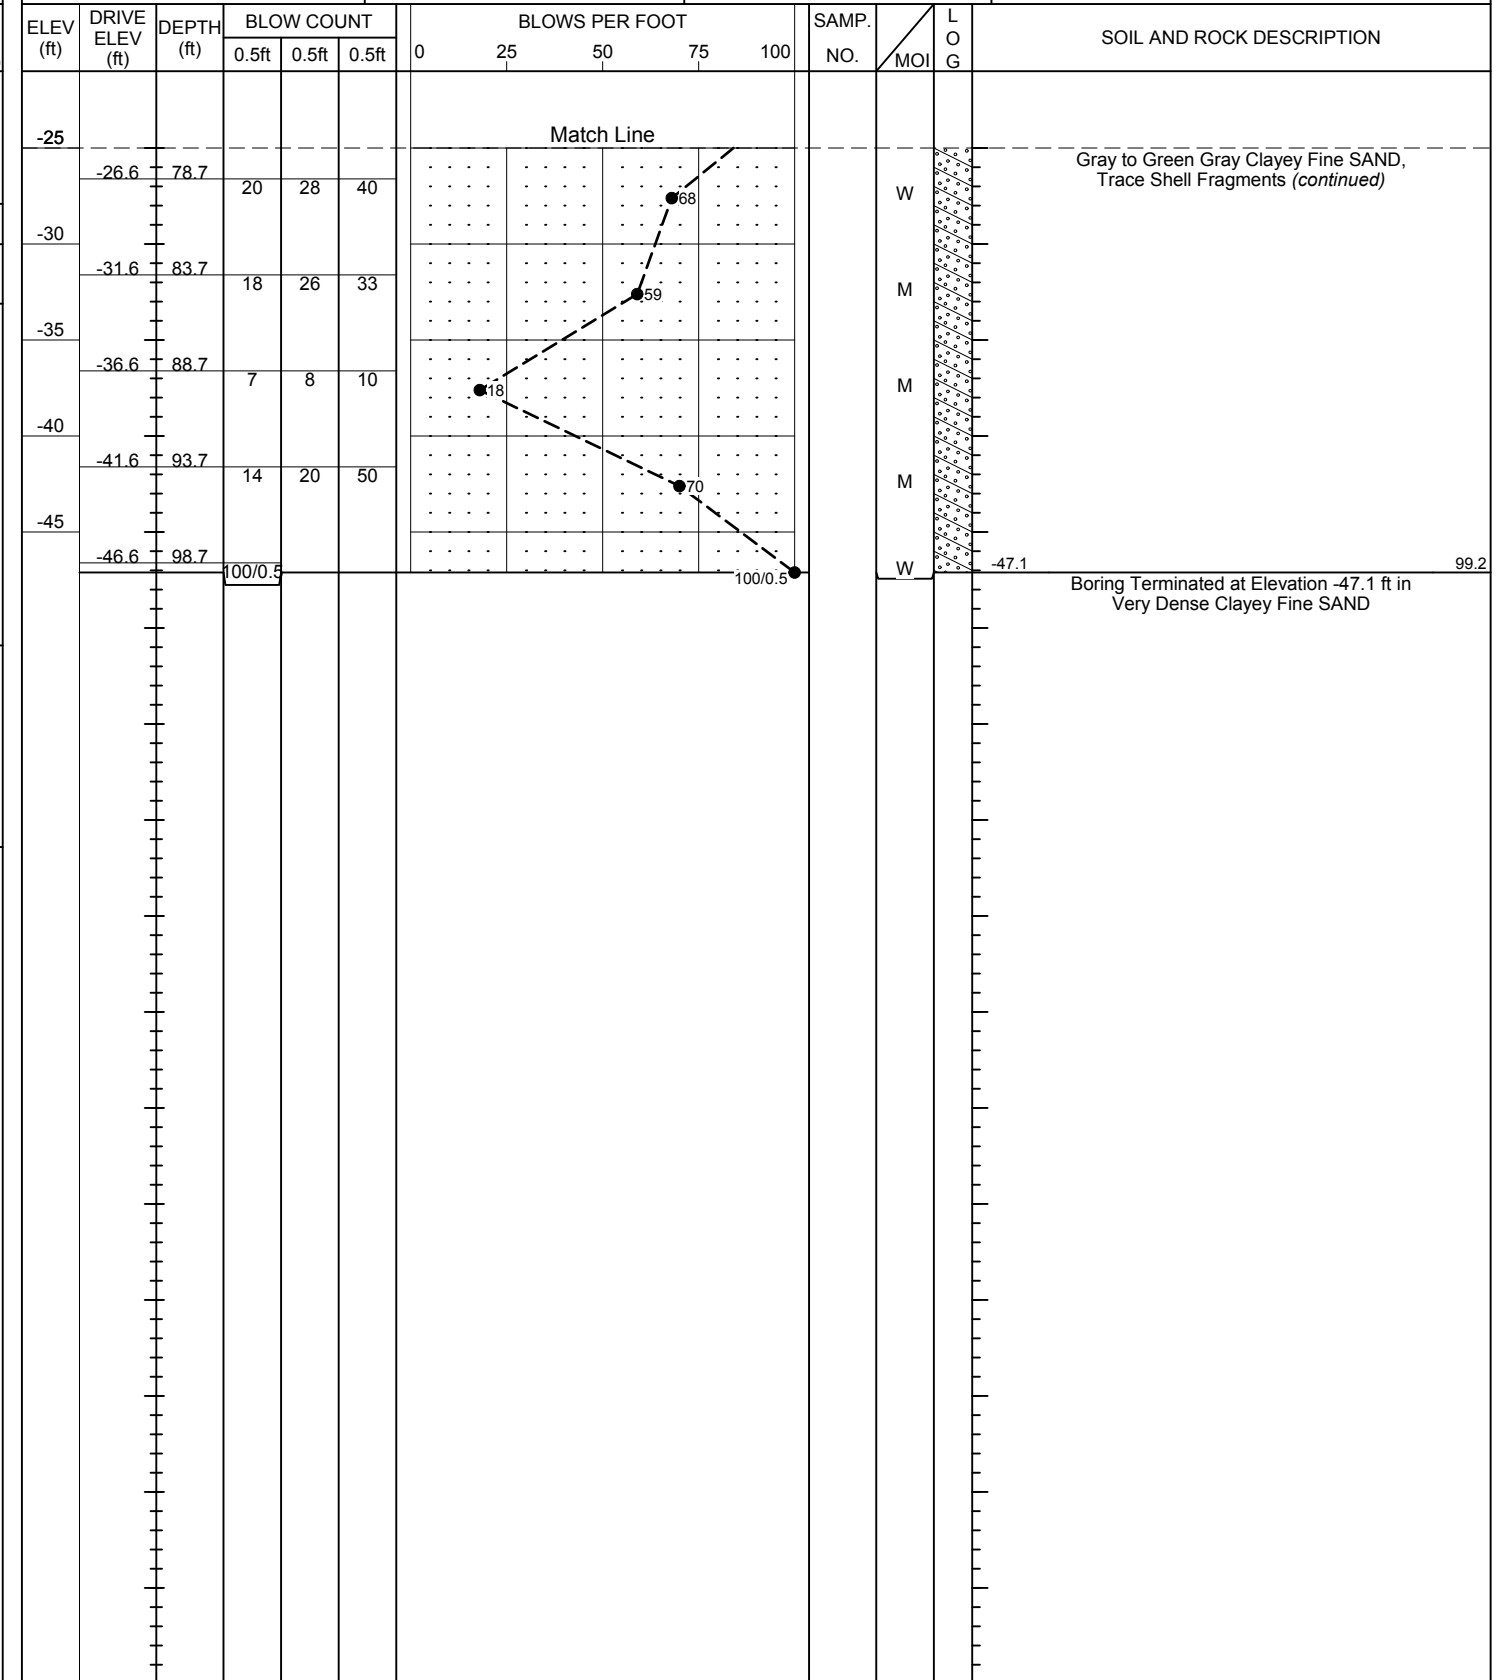 ELEV (ft) DRIVE ELEV (ft) DEPTH (ft) BLOW COUNT BLOWS PER FOOT SAMP. NO. MOI L O G SOIL AND ROCK DESCRIPTION
0.5ft 0.5ft 0.5ft 0 25 50 75 100
Match Line
-25
Gray to Green Gray Clayey Fine SAND,
Trace Shell Fragments (continued)
-26.6 78.7
20 28 40 68 W
-30
-31.6 83.7
18 26 33 59 M
-35
-36.6 88.7
7 8 10 18 M
-40
-41.6 93.7
14 20 50 70 M
-45
-46.6 98.7
100/0.5 100/0.5 W -47.1 99.2
Boring Terminated at Elevation -47.1 ft in
Very Dense Clayey Fine SAND